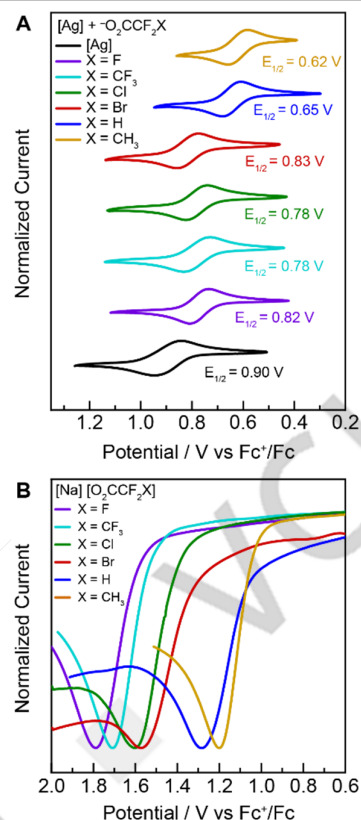 A
[Ag] + ⁻O₂CCF₂X
[Ag]
X = F
X = CF₃
X = Cl
X = Br
X = H
X = CH₃
E₁/₂ = 0.62 V
E₁/₂ = 0.65 V
E₁/₂ = 0.83 V
E₁/₂ = 0.78 V
E₁/₂ = 0.78 V
E₁/₂ = 0.82 V
E₁/₂ = 0.90 V
Normalized Current
1.2 1.0 0.8 0.6 0.4 0.2
Potential / V vs Fc⁺/Fc
B
[Na] [O₂CCF₂X]
X = F
X = CF₃
X = Cl
X = Br
X = H
X = CH₃
Normalized Current
2.0 1.8 1.6 1.4 1.2 1.0 0.8 0.6
Potential / V vs Fc⁺/Fc